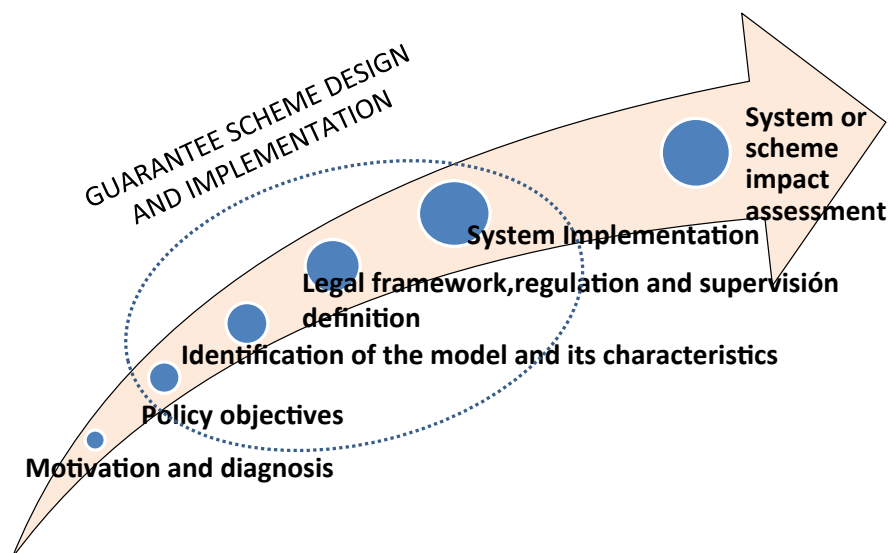 GUARANTEE SCHEME DESIGN
AND IMPLEMENTATION
System or
scheme
impact
assessment
System Implementation
Legal framework,regulation and supervisión
definition
Identification of the model and its characteristics
Policy objectives
Motivation and diagnosis